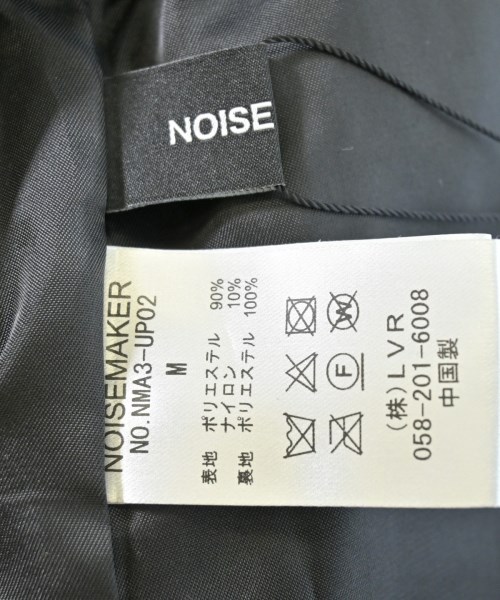 NOISE
NOISEMAKER
NO.NMA3-UP02
M
表地 ポリエステル 90%
ナイロン 10%
裏地 ポリエステル 100%
W
F
(株)LVR
058-201-6008
中国製